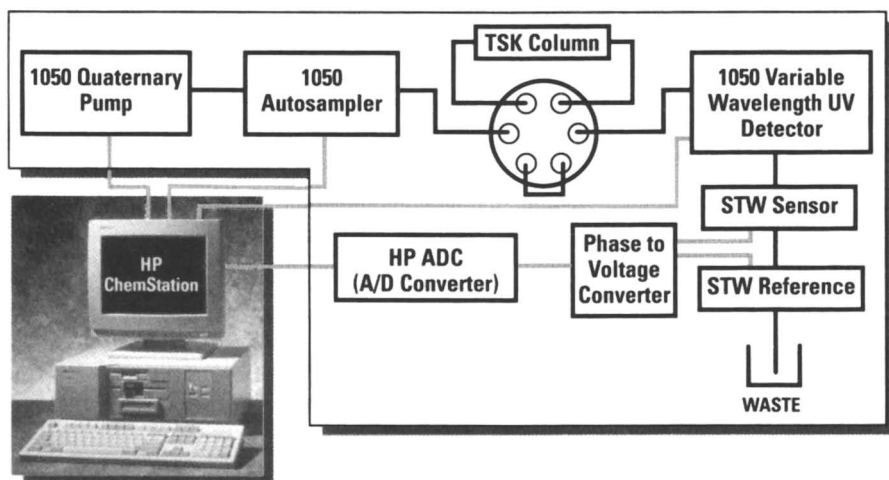 TSK Column
1050 Quaternary
Pump
1050
Autosampler
1050 Variable
Wavelength UV
Detector
STW Sensor
HP
ChemStation
HP ADC
(A/D Converter)
Phase to
Voltage
Converter
STW Reference
WASTE